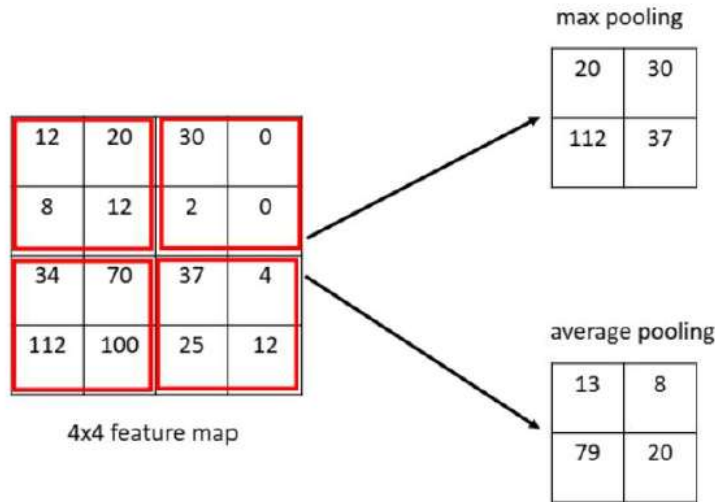 max pooling
20 30
112 37
12 20 30 0
8 12 2 0
34 70 37 4
112 100 25 12
4x4 feature map
average pooling
13 8
79 20